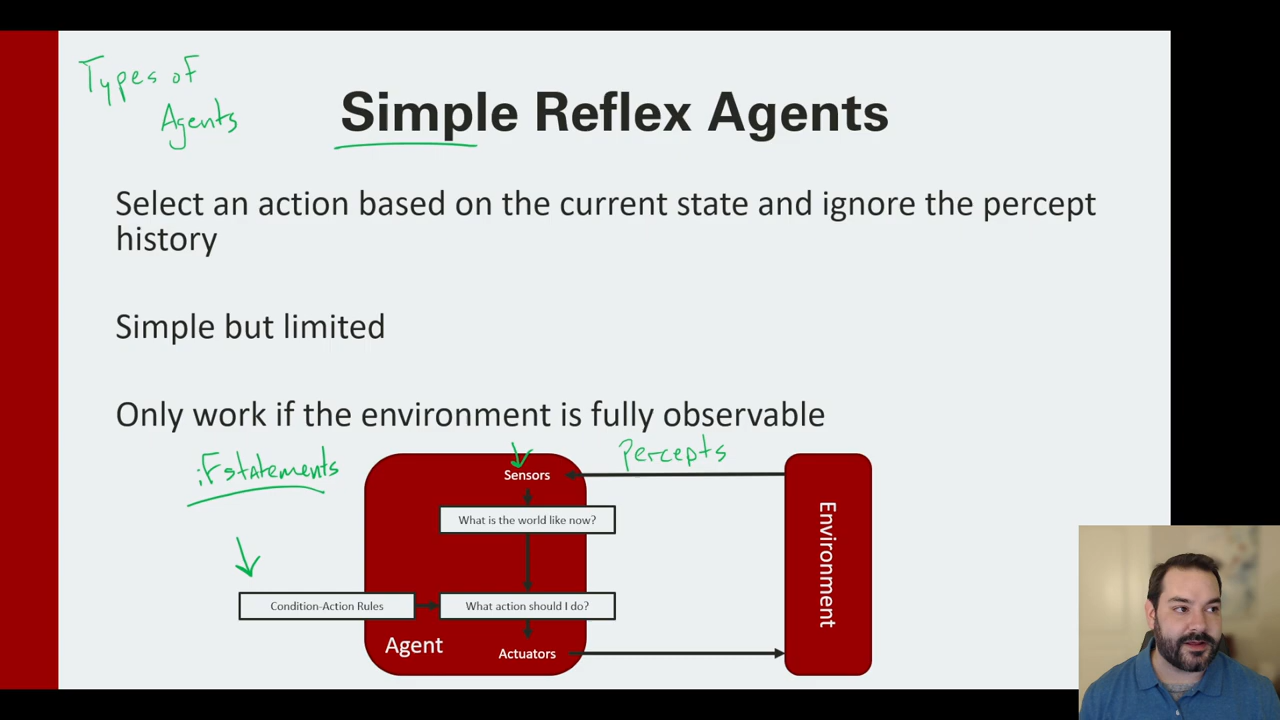 Types of
Agents
Simple Reflex Agents
Select an action based on the current state and ignore the percept
history
Simple but limited
Only work if the environment is fully observable
if statements
Percepts
Sensors
What is the world like now?
Environment
Condition-Action Rules
What action should I do?
Agent
Actuators